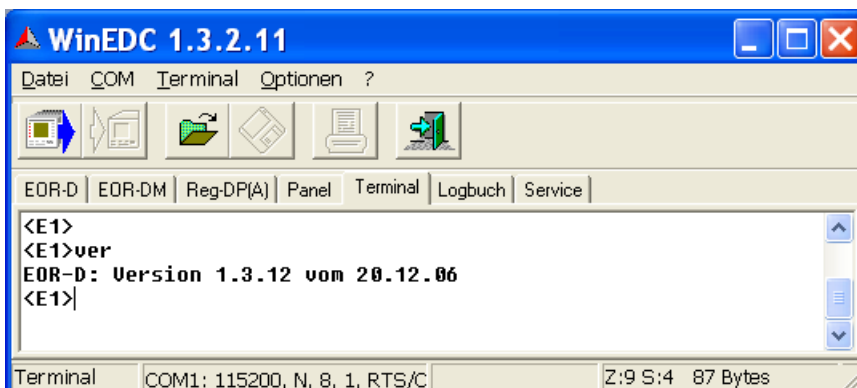 WinEDC 1.3.2.11
Datei COM Terminal Optionen ?
EOR-D EOR-DM Reg-DP(A) Panel Terminal Logbuch Service
<E1>
<E1>ver
EOR-D: Version 1.3.12 vom 20.12.06
<E1>
Terminal COM1: 115200, N, 8, 1, RTS/C Z:9 S:4 87 Bytes